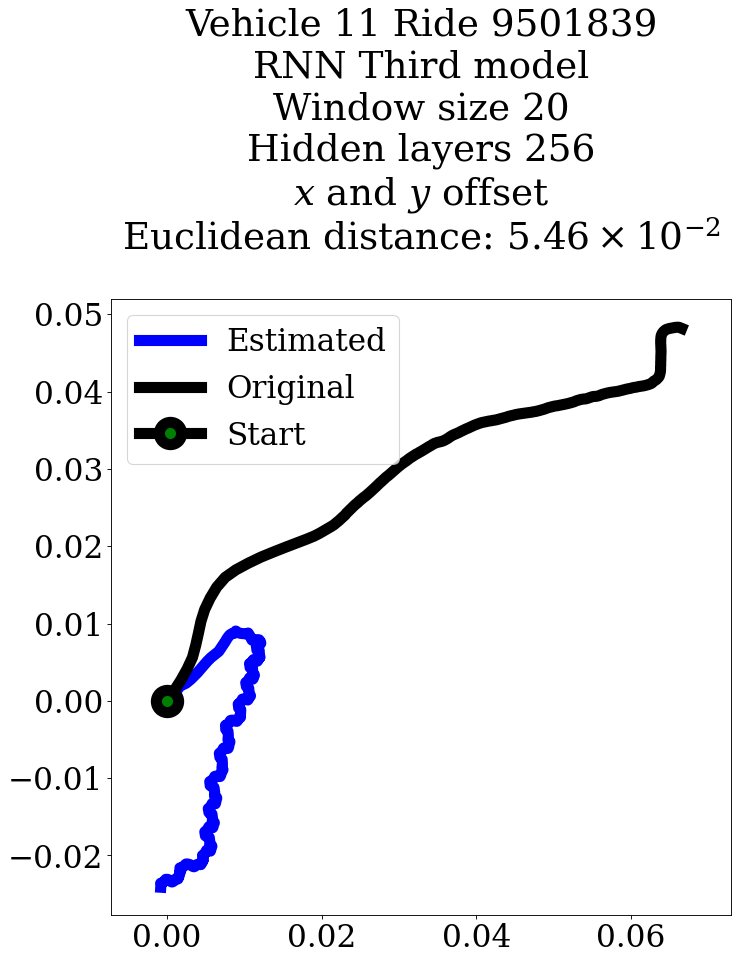 Vehicle 11 Ride 9501839
RNN Third model
Window size 20
Hidden layers 256
x and y offset
Euclidean distance: 5.46 × 10⁻²
Estimated
Original
Start
0.05
0.04
0.03
0.02
0.01
0.00
−0.01
−0.02
0.00 0.02 0.04 0.06